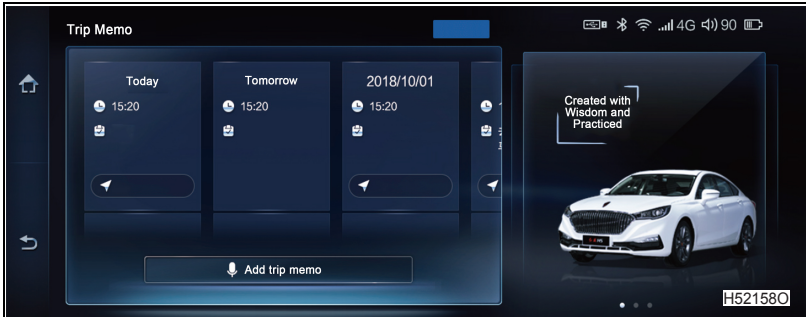 Trip Memo
4G 90
Today
15:20
Tomorrow
15:20
2018/10/01
15:20
Created with
Wisdom and
Practiced
Add trip memo
H52158O